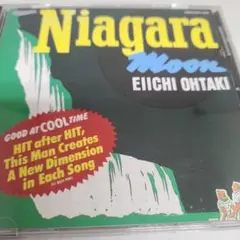 Niagara
Moon
EIICHI OHTAKI
GOOD AT COOL TIME
HIT after HIT,
This Man Creates
A New Dimension
in Each Song